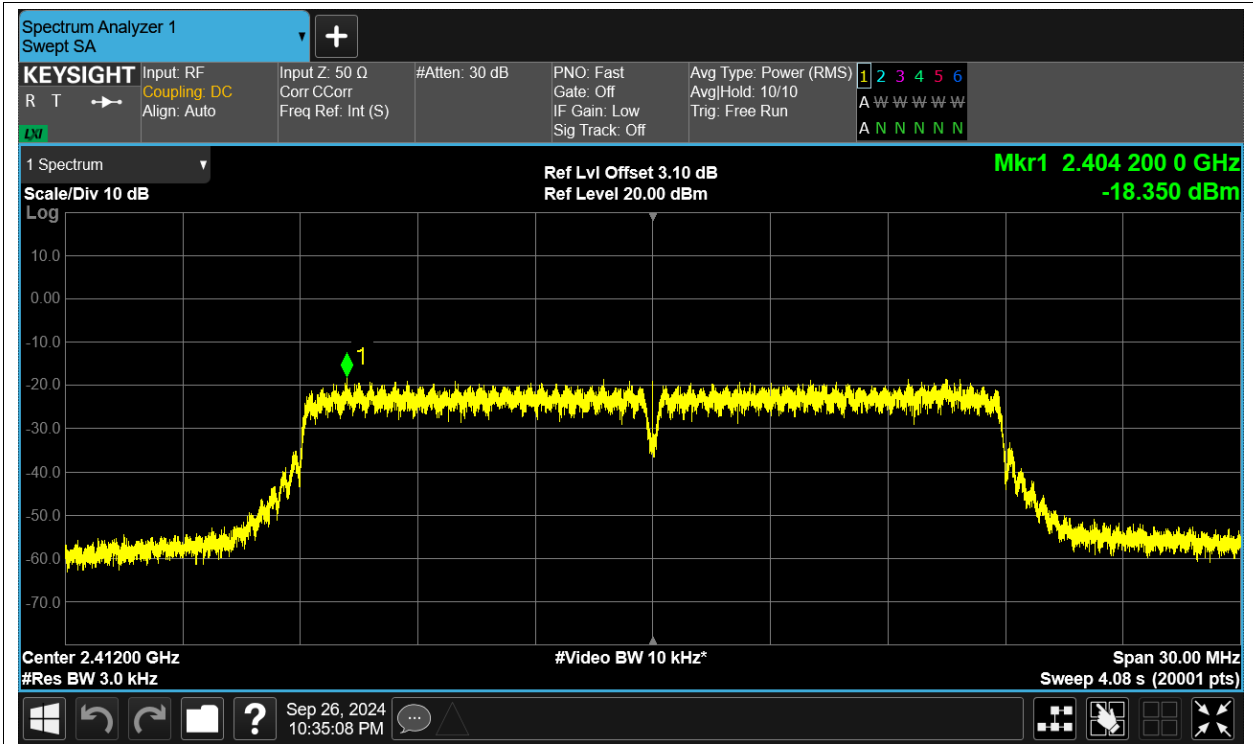 Spectrum Analyzer 1
Swept SA
KEYSIGHT
R T
LXI
Input: RF
Coupling: DC
Align: Auto
Input Z: 50 Ω
Corr CCorr
Freq Ref: Int (S)
#Atten: 30 dB
PNO: Fast
Gate: Off
IF Gain: Low
Sig Track: Off
Avg Type: Power (RMS)
Avg|Hold: 10/10
Trig: Free Run
1 2 3 4 5 6
A W W W W W
A N N N N N
1 Spectrum
Scale/Div 10 dB
Log
Ref Lvl Offset 3.10 dB
Ref Level 20.00 dBm
Mkr1 2.404 200 0 GHz
-18.350 dBm
10.0
0.00
-10.0
-20.0
-30.0
-40.0
-50.0
-60.0
-70.0
1
Center 2.41200 GHz
#Res BW 3.0 kHz
#Video BW 10 kHz*
Span 30.00 MHz
Sweep 4.08 s (20001 pts)
?
Sep 26, 2024
10:35:08 PM